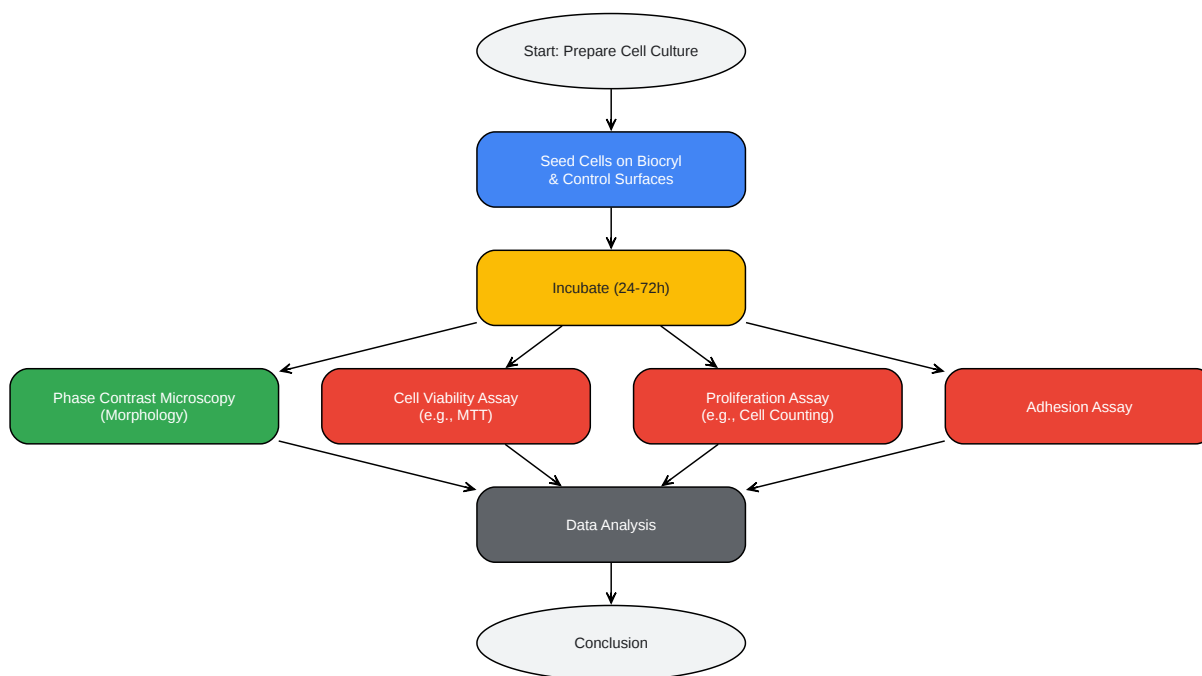 Start: Prepare Cell Culture
Seed Cells on Biocryl
& Control Surfaces
Incubate (24-72h)
Phase Contrast Microscopy
(Morphology)
Cell Viability Assay
(e.g., MTT)
Proliferation Assay
(e.g., Cell Counting)
Adhesion Assay
Data Analysis
Conclusion